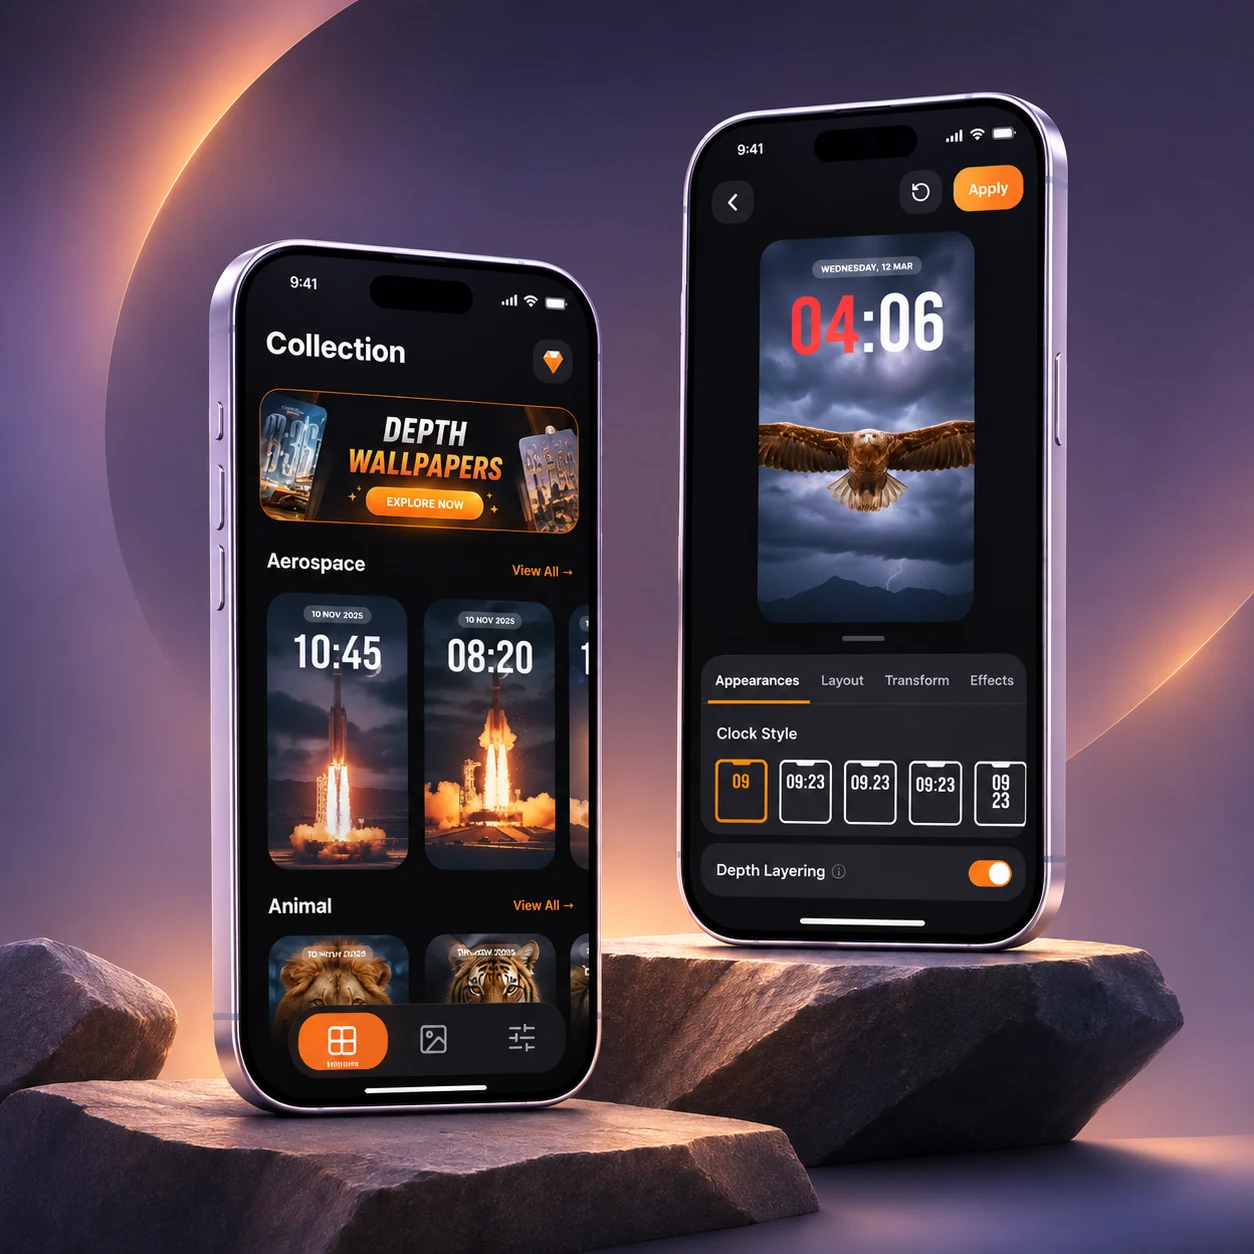 9:41
Collection
DEPTH
WALLPAPERS
EXPLORE NOW
Aerospace
View All →
10 NOV 2025
10:45
10 NOV 2025
08:20
Animal
View All →
9:41
Apply
WEDNESDAY, 12 MAR
04:06
Appearances
Layout
Transform
Effects
Clock Style
09
09:23
09.23
09:23
09
23
Depth Layering